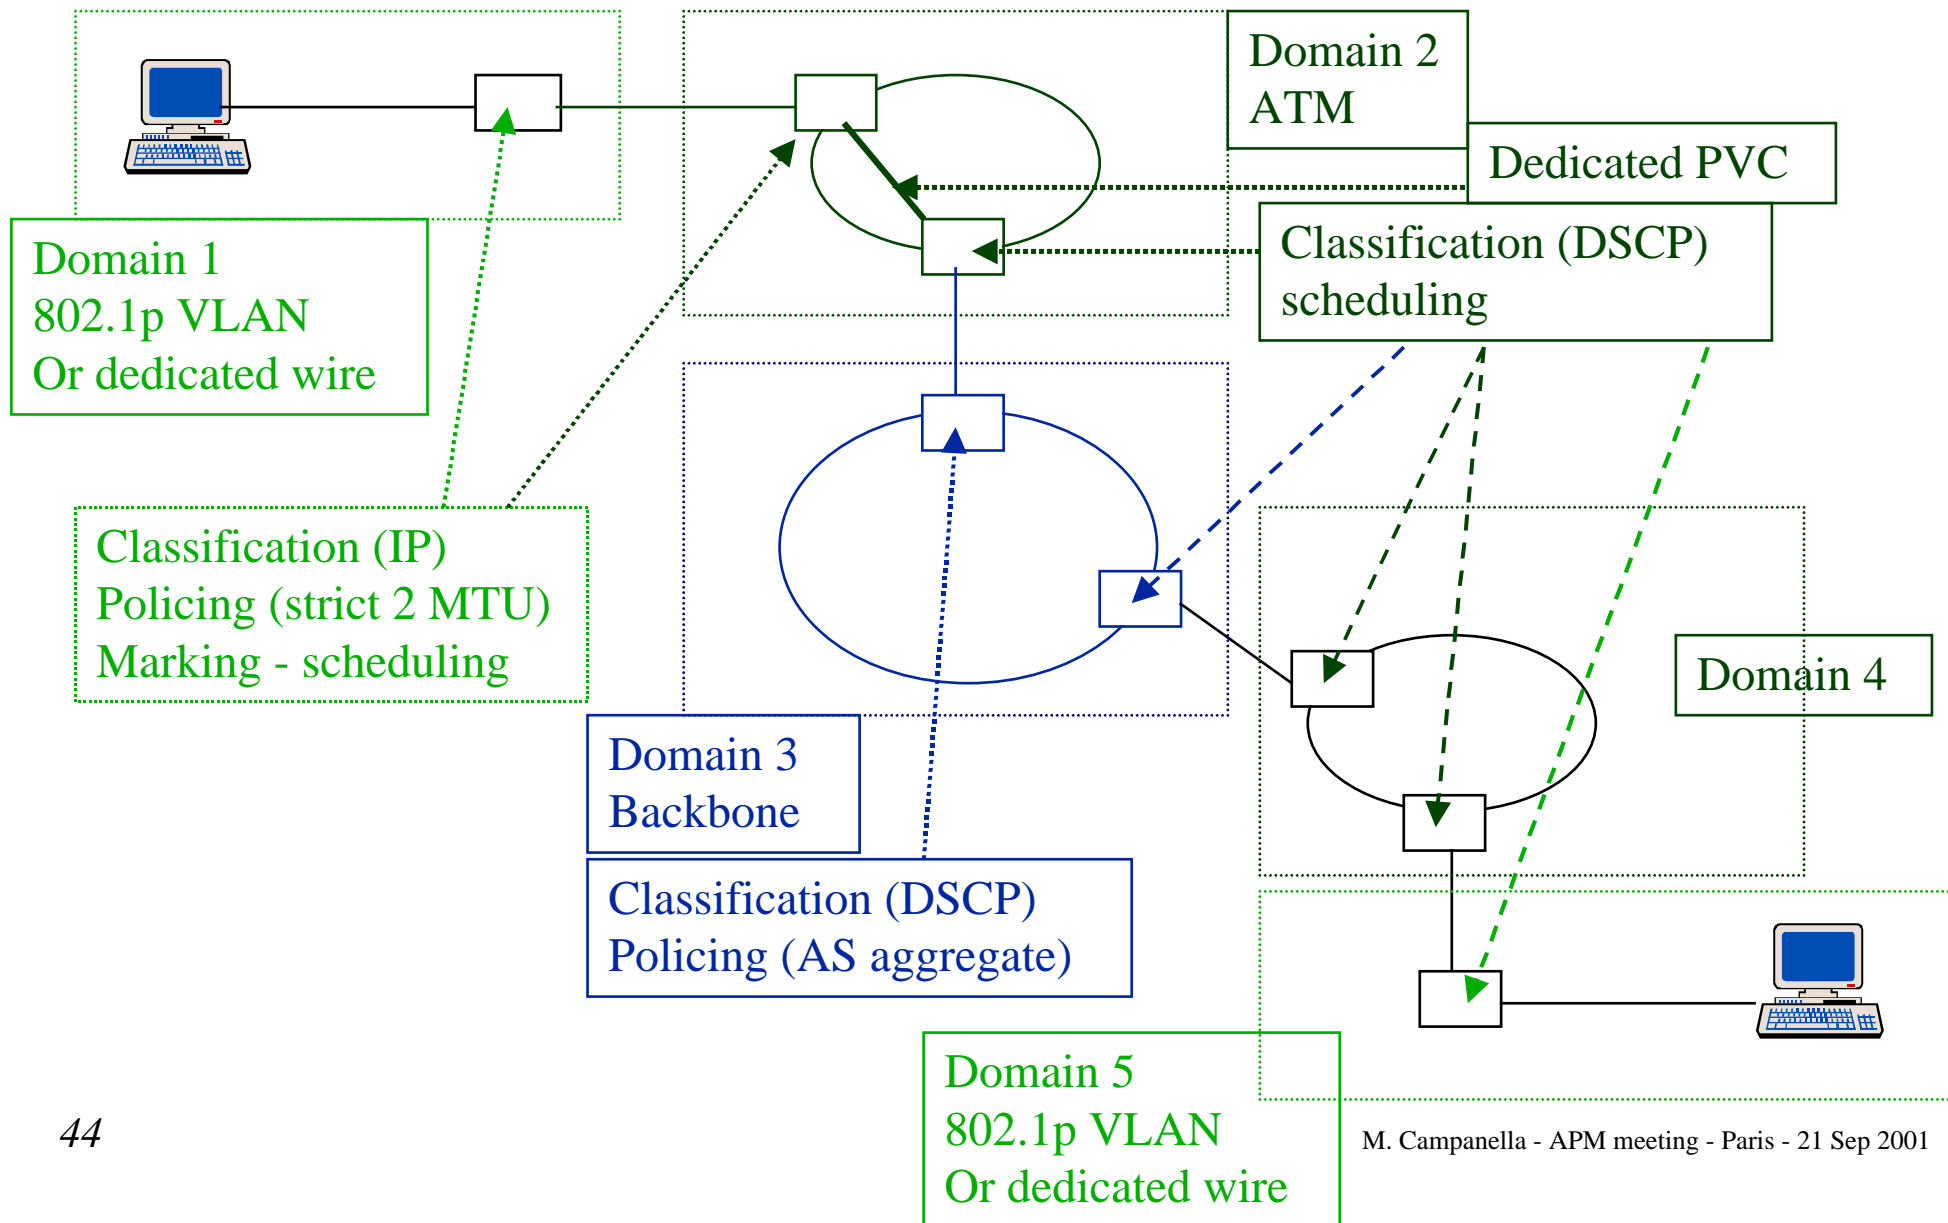 Domain 2
ATM
Dedicated PVC
Classification (DSCP)
scheduling
Domain 1
802.1p VLAN
Or dedicated wire
Classification (IP)
Policing (strict 2 MTU)
Marking - scheduling
Domain 4
Domain 3
Backbone
Classification (DSCP)
Policing (AS aggregate)
Domain 5
802.1p VLAN
Or dedicated wire
44
M. Campanella - APM meeting - Paris - 21 Sep 2001